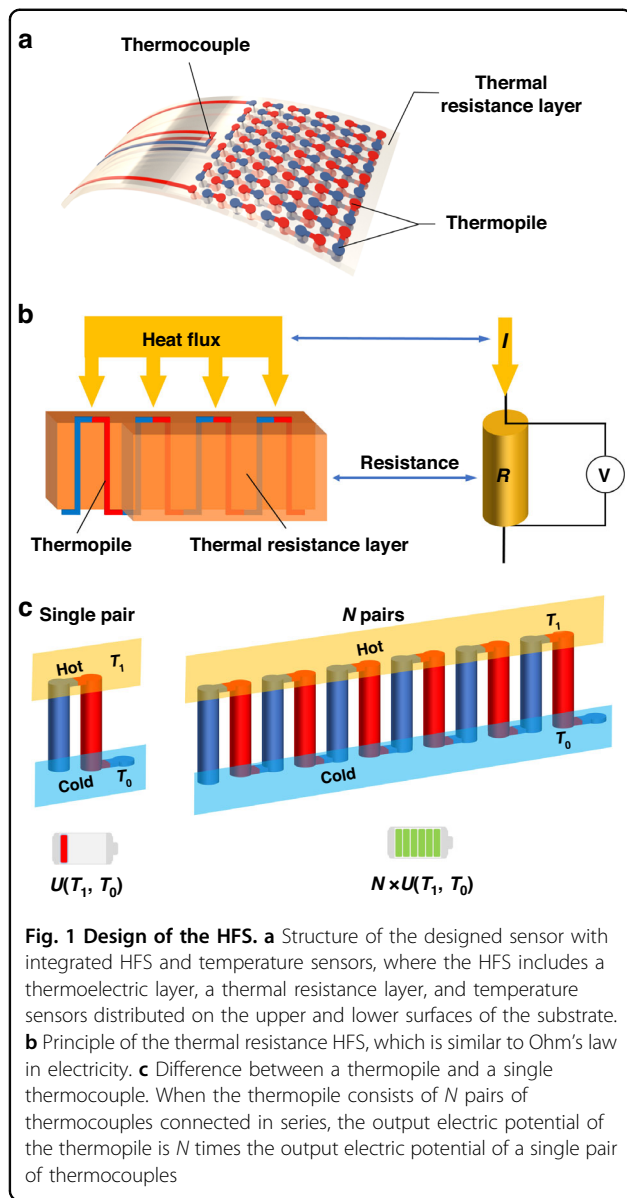 a
Thermocouple
Thermal
resistance layer
Thermopile
b
Heat flux
I
Resistance
R
V
Thermopile
Thermal resistance layer
c Single pair
N pairs
Hot
T₁
Cold
T₀
Hot
T₁
Cold
T₀
U(T₁, T₀)
N × U(T₁, T₀)
Fig. 1 Design of the HFS. a Structure of the designed sensor with
integrated HFS and temperature sensors, where the HFS includes a
thermoelectric layer, a thermal resistance layer, and temperature
sensors distributed on the upper and lower surfaces of the substrate.
b Principle of the thermal resistance HFS, which is similar to Ohm's law
in electricity. c Difference between a thermopile and a single
thermocouple. When the thermopile consists of N pairs of
thermocouples connected in series, the output electric potential of
the thermopile is N times the output electric potential of a single pair
of thermocouples